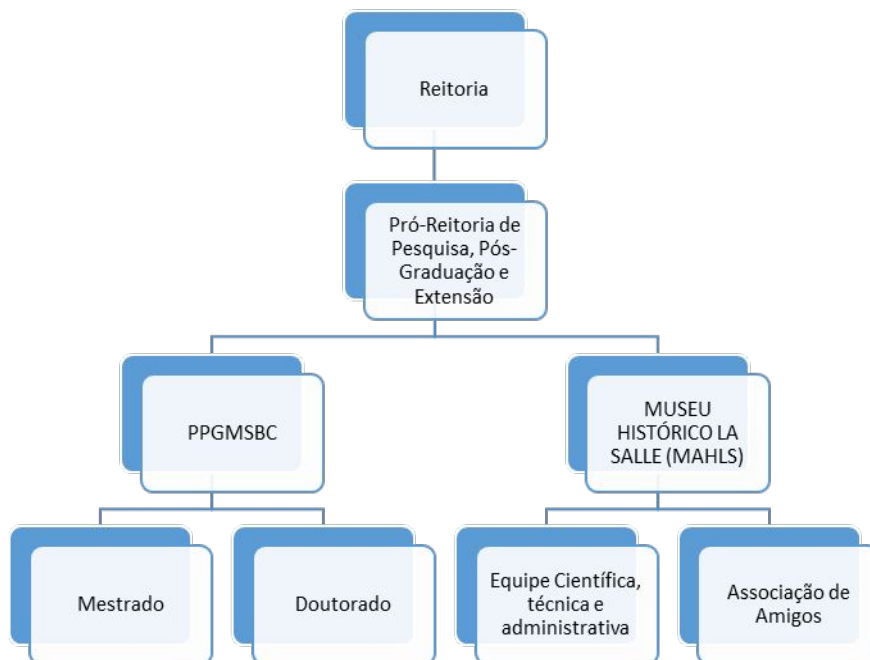 Reitoria
Pró-Reitoria de
Pesquisa, Pós-
Graduação e
Extensão
PPGMSBC
MUSEU
HISTÓRICO LA
SALLE (MAHLS)
Mestrado
Doutorado
Equipe Científica,
técnica e
administrativa
Associação de
Amigos